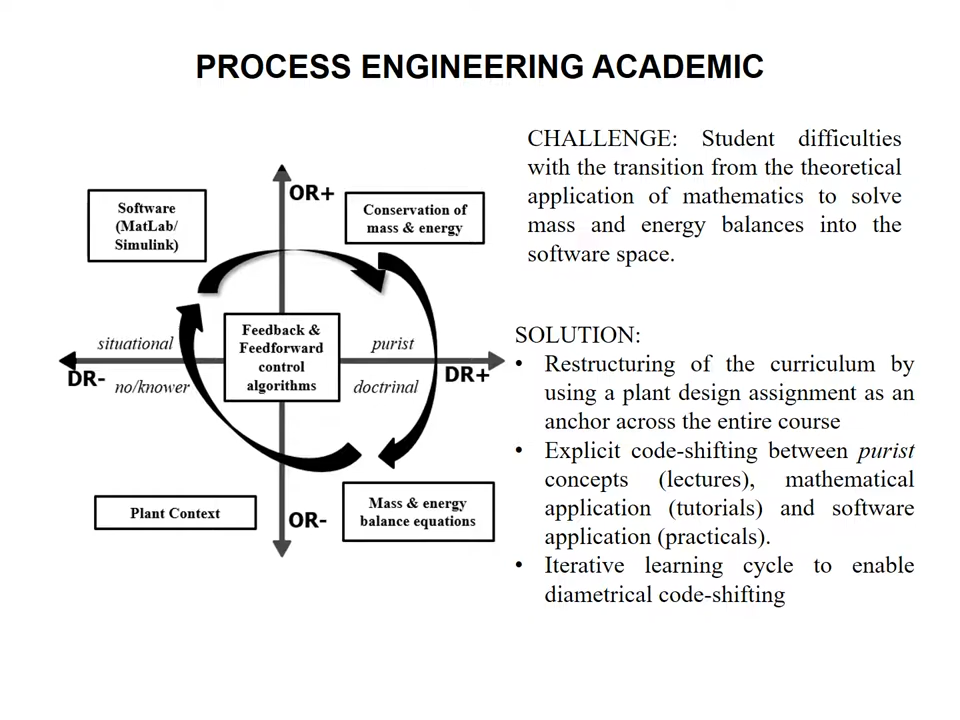 PROCESS ENGINEERING ACADEMIC
OR+
Software
(MatLab/
Simulink)
Conservation of
mass & energy
Feedback &
Feedforward
control
algorithms
situational
purist
DR-
DR+
no/knower
doctrinal
Plant Context
OR-
Mass & energy
balance equations
CHALLENGE: Student difficulties
with the transition from the theoretical
application of mathematics to solve
mass and energy balances into the
software space.
SOLUTION:
• Restructuring of the curriculum by
using a plant design assignment as an
anchor across the entire course
• Explicit code-shifting between purist
concepts (lectures), mathematical
application (tutorials) and software
application (practicals).
• Iterative learning cycle to enable
diametrical code-shifting